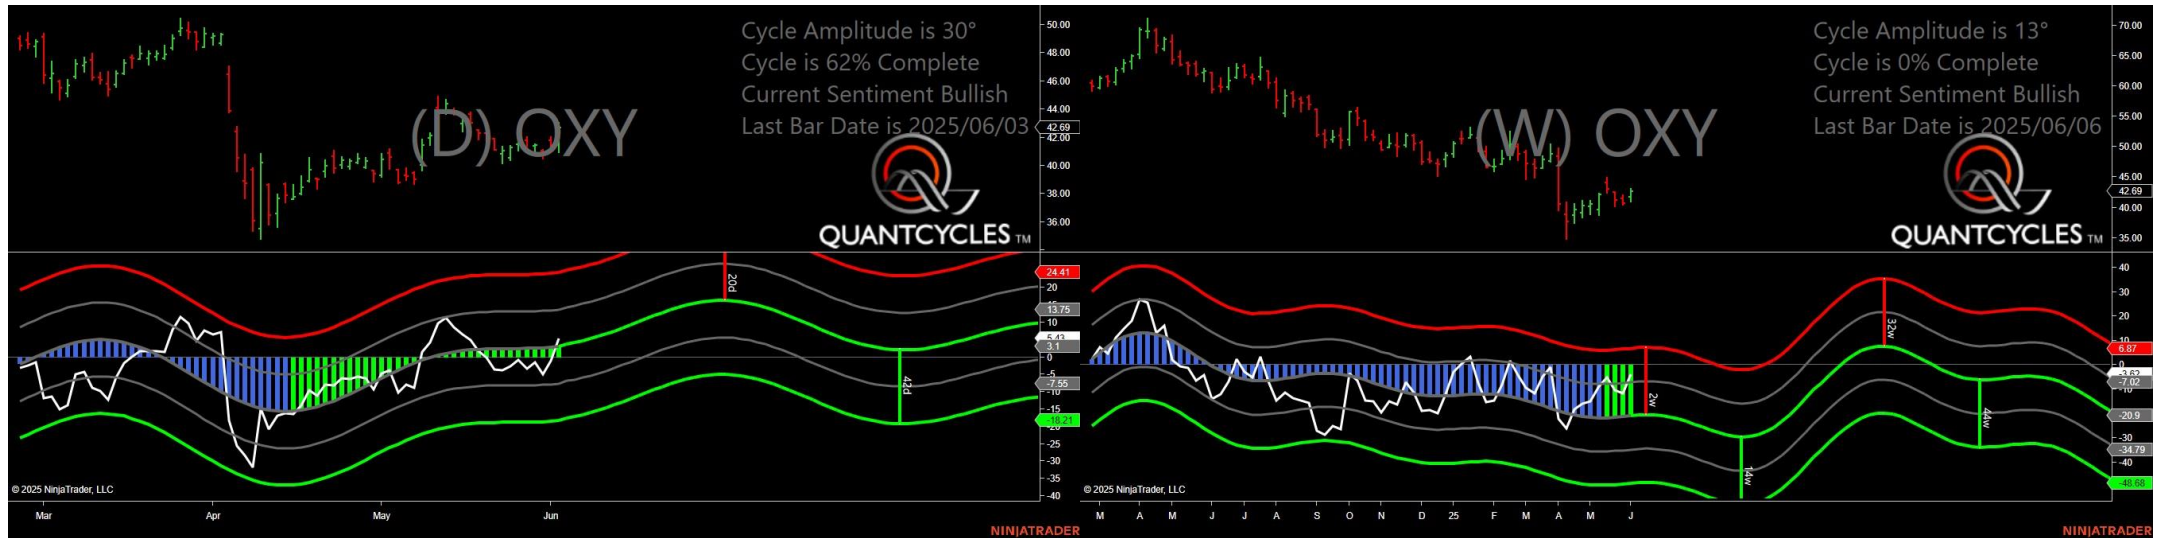 Cycle Amplitude is 30°
Cycle is 62% Complete
Current Sentiment Bullish
Last Bar Date is 2025/06/03
(D) OXY
QUANTCYCLES TM
50.00
48.00
46.00
44.00
42.69
42.00
40.00
38.00
36.00
24.41
20
13.75
10
5.43
3.1
0
-5
-7.55
-10
-15
-18.21
-25
-30
-35
-40
20d
42d
© 2025 NinjaTrader, LLC
Mar Apr May Jun
NINJATRADER
Cycle Amplitude is 13°
Cycle is 0% Complete
Current Sentiment Bullish
Last Bar Date is 2025/06/06
(W) OXY
QUANTCYCLES TM
70.00
65.00
60.00
55.00
50.00
45.00
42.69
40.00
35.00
40
30
20
10
6.87
0
-3.62
-7.02
-20.9
-30
-34.79
-40
-48.68
2w
14w
32w
44w
© 2025 NinjaTrader, LLC
M A M J J A S O N D 25 F M A M J
NINJATRADER